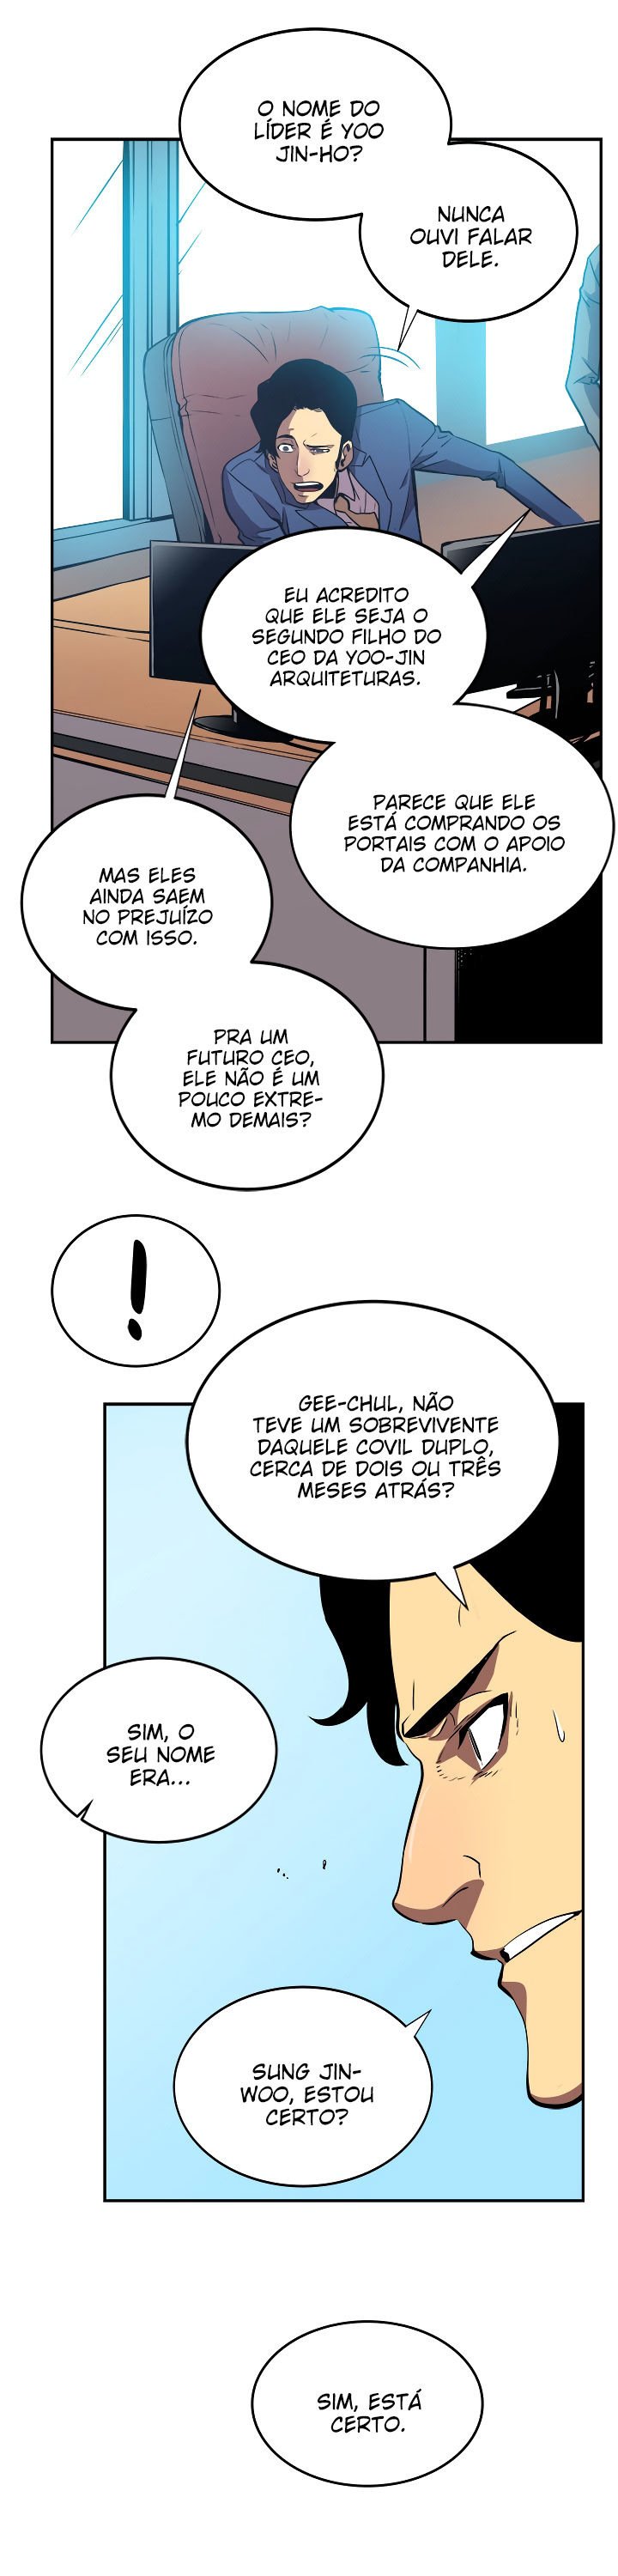 O NOME DO
LÍDER É YOO
JIN-HO?
NUNCA
OUVI FALAR
DELE.
EU ACREDITO
QUE ELE SEJA O
SEGUNDO FILHO DO
CEO DA YOO-JIN
ARQUITETURAS.
PARECE QUE ELE
ESTÁ COMPRANDO OS
PORTAIS COM O APOIO
DA COMPANHIA.
MAS ELES
AINDA SAEM
NO PREJUÍZO
COM ISSO.
PRA UM
FUTURO CEO,
ELE NÃO É UM
POUCO EXTRE-
MO DEMAIS?
!
GEE-CHUL, NÃO
TEVE UM SOBREVIVENTE
DAQUELE COVIL DUPLO,
CERCA DE DOIS OU TRÊS
MESES ATRÁS?
SIM, O
SEU NOME
ERA...
SUNG JIN-
WOO, ESTOU
CERTO?
SIM, ESTÁ
CERTO.